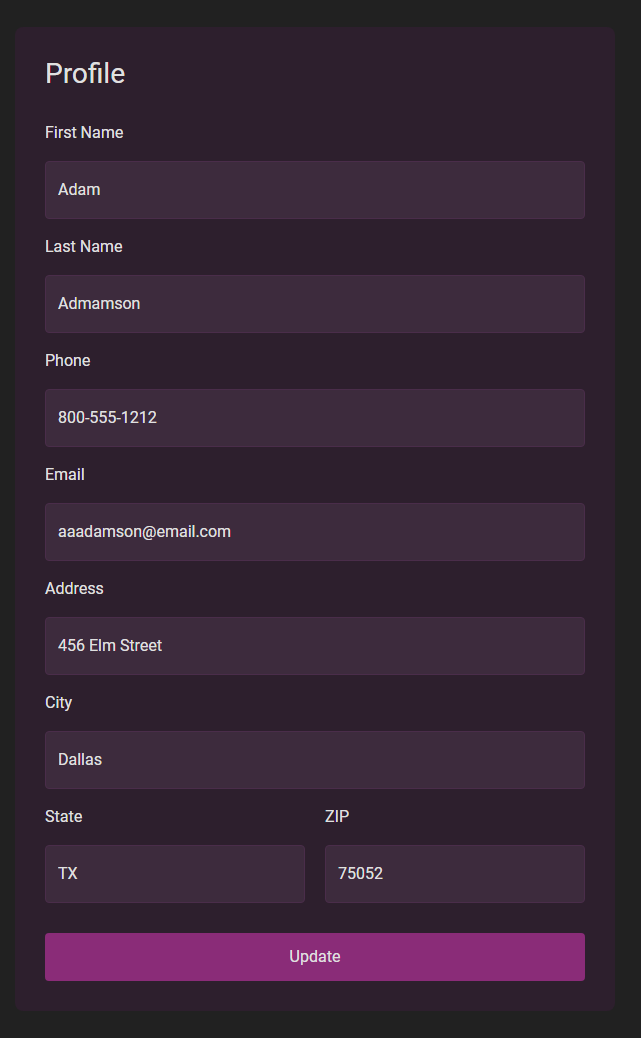 Profile
First Name
Adam
Last Name
Admamson
Phone
800-555-1212
Email
aaadamson@email.com
Address
456 Elm Street
City
Dallas
State ZIP
TX 75052
Update